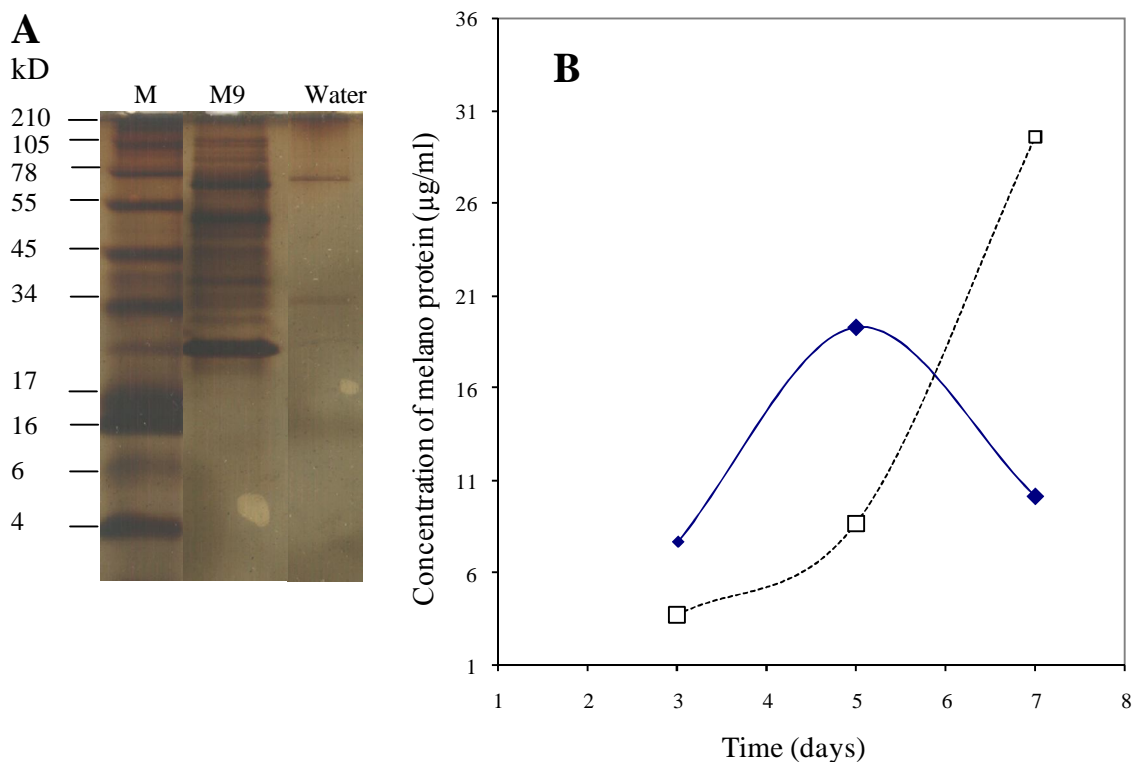 A
kD
M M9 Water
210
105
78
55
45
34
17
16
6
4
B
Concentration of melano protein (µg/ml)
36
31
26
21
16
11
6
1
1 2 3 4 5 6 7 8
Time (days)